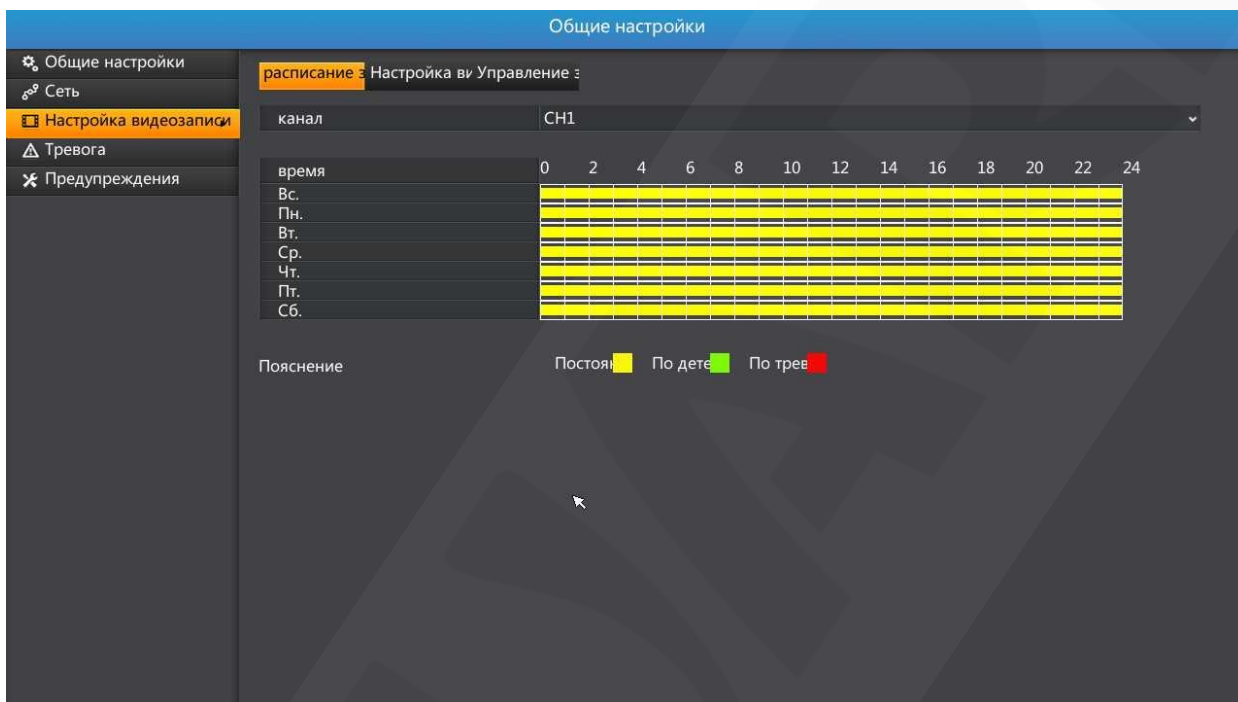 Общие настройки
Общие настройки
Сеть
Настройка видеозаписи
Тревога
Предупреждения
расписание з Настройка ви Управление з
канал CH1
время 0 2 4 6 8 10 12 14 16 18 20 22 24
Вс.
Пн.
Вт.
Ср.
Чт.
Пт.
Сб.
Пояснение Постоян По дете По трев